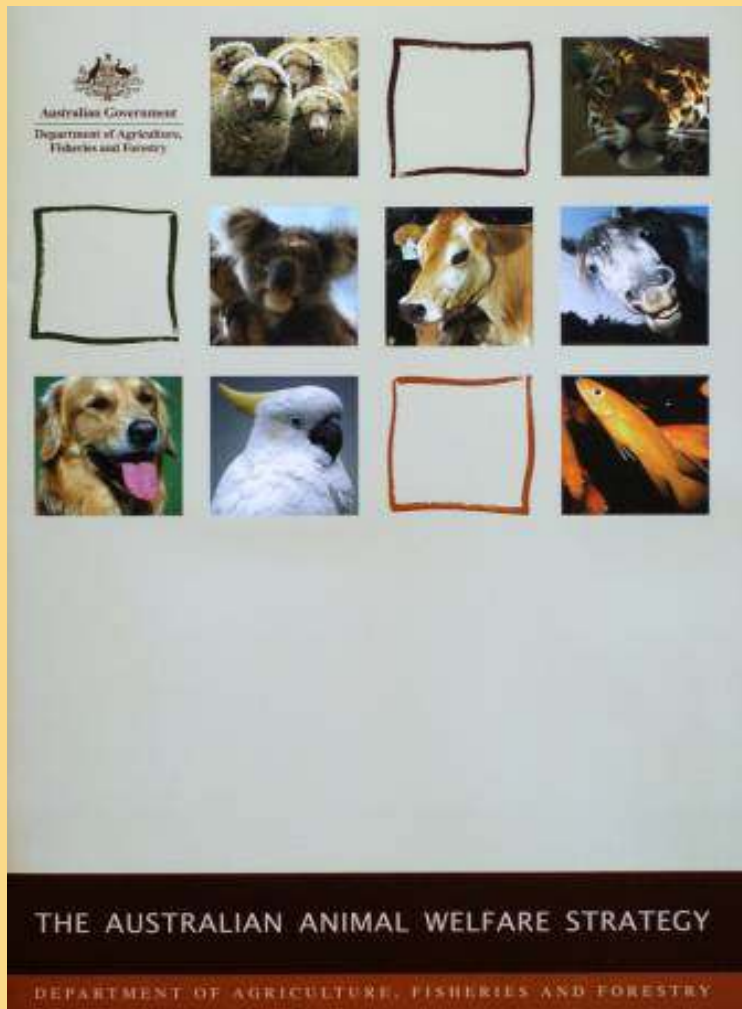 Australian Government
Department of Agriculture,
Fisheries and Forestry
THE AUSTRALIAN ANIMAL WELFARE STRATEGY
DEPARTMENT OF AGRICULTURE, FISHERIES AND FORESTRY